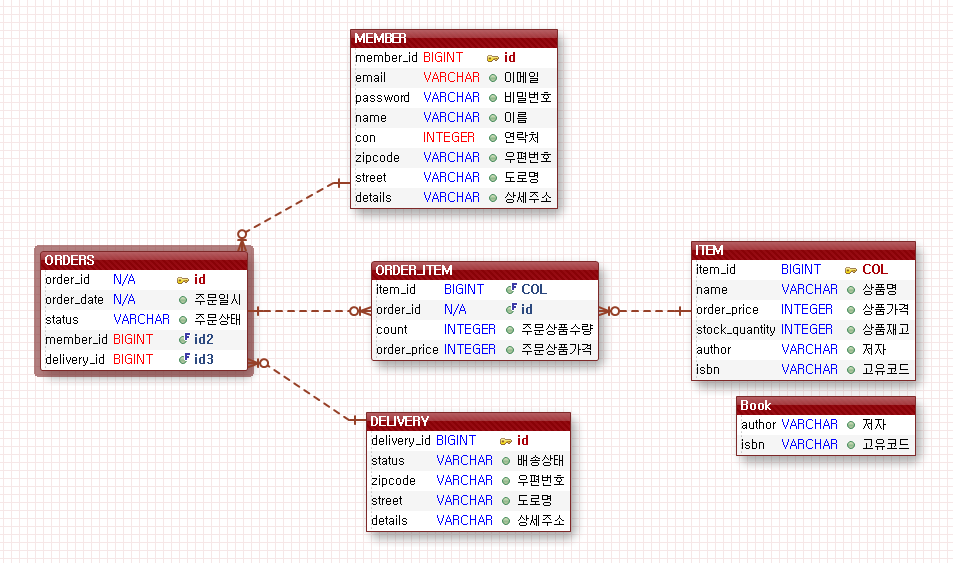 MEMBER
member_id BIGINT id
email VARCHAR 이메일
password VARCHAR 비밀번호
name VARCHAR 이름
con INTEGER 연락처
zipcode VARCHAR 우편번호
street VARCHAR 도로명
details VARCHAR 상세주소
ORDERS
order_id N/A id
order_date N/A 주문일시
status VARCHAR 주문상태
member_id BIGINT F id2
delivery_id BIGINT F id3
ORDER_ITEM
item_id BIGINT F COL
order_id N/A F id
count INTEGER 주문상품수량
order_price INTEGER 주문상품가격
ITEM
item_id BIGINT COL
name VARCHAR 상품명
order_price INTEGER 상품가격
stock_quantity INTEGER 상품재고
author VARCHAR 저자
isbn VARCHAR 고유코드
Book
author VARCHAR 저자
isbn VARCHAR 고유코드
DELIVERY
delivery_id BIGINT id
status VARCHAR 배송상태
zipcode VARCHAR 우편번호
street VARCHAR 도로명
details VARCHAR 상세주소